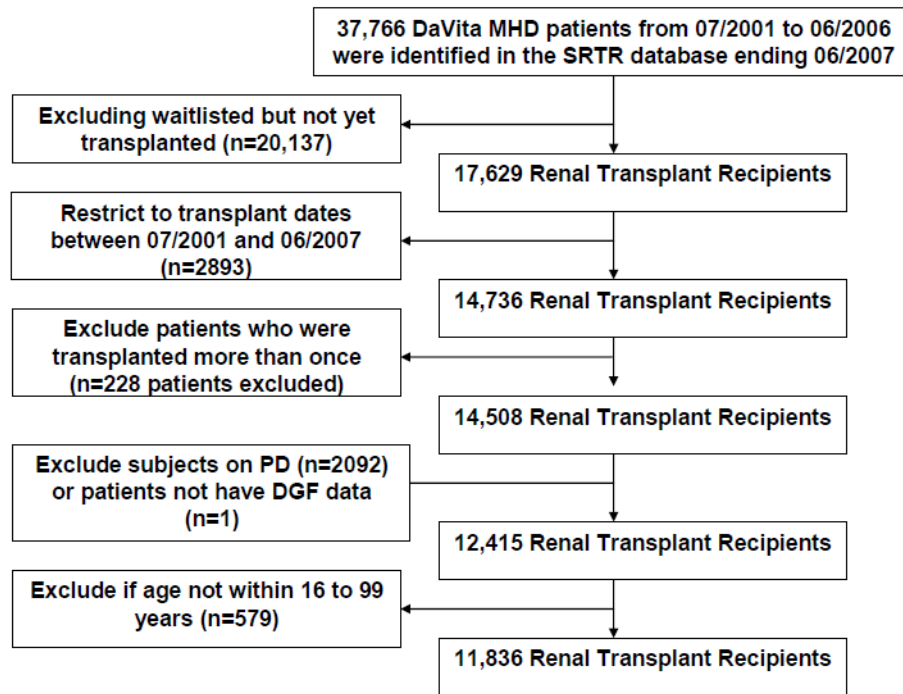 37,766 DaVita MHD patients from 07/2001 to 06/2006
were identified in the SRTR database ending 06/2007
Excluding waitlisted but not yet
transplanted (n=20,137)
17,629 Renal Transplant Recipients
Restrict to transplant dates
between 07/2001 and 06/2007
(n=2893)
14,736 Renal Transplant Recipients
Exclude patients who were
transplanted more than once
(n=228 patients excluded)
14,508 Renal Transplant Recipients
Exclude subjects on PD (n=2092)
or patients not have DGF data
(n=1)
12,415 Renal Transplant Recipients
Exclude if age not within 16 to 99
years (n=579)
11,836 Renal Transplant Recipients